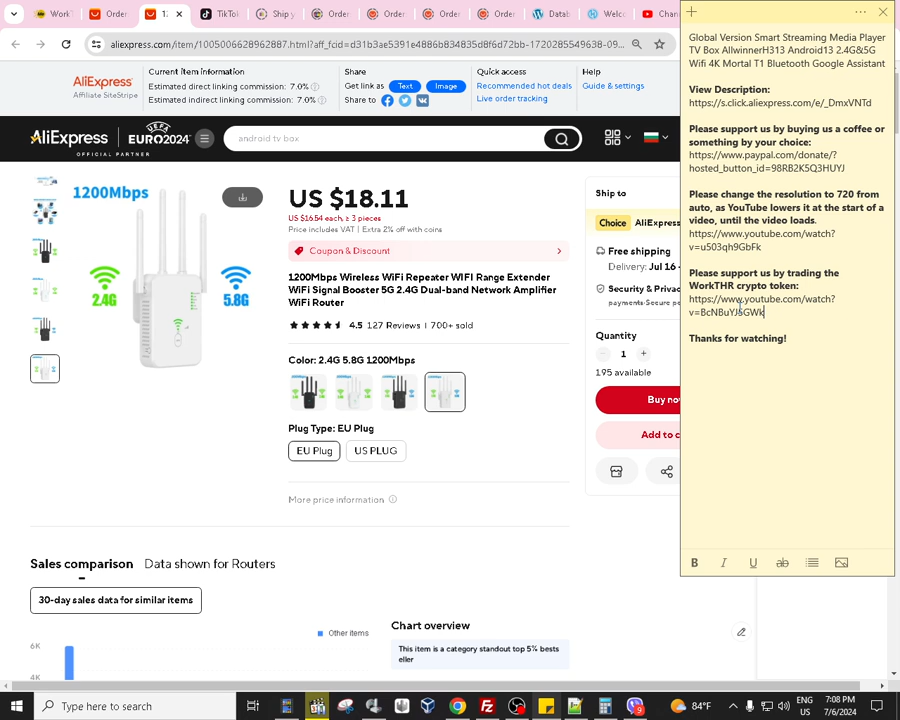 WorkT
Order
1.
TikTok
Ship y
Order
Order
Order
Order
Datab
Welco
Chan
aliexpress.com/item/1005006628962887.html?aff_fcid=d31b3ae5391e4886b834835d8f6d72bb-1720285549638-09...
AliExpress
Affiliate SiteStripe
Current item information
Estimated direct linking commission: 7.0%
Estimated indirect linking commission: 7.0%
Share
Get link as Text Image
Share to
Quick access
Recommended hot deals
Live order tracking
Help
Guide & settings
AliExpress
OFFICIAL PARTNER
UEFA
EURO2024
android tv box
1200Mbps
2.4G
5.8G
US $18.11
US $16.54 each, ≥ 3 pieces
Price includes VAT | Extra 2% off with coins
Coupon & Discount
1200Mbps Wireless WiFi Repeater WIFI Range Extender
WiFi Signal Booster 5G 2.4G Dual-band Network Amplifier
WiFi Router
4.5 127 Reviews | 700+ sold
Color: 2.4G 5.8G 1200Mbps
Plug Type: EU Plug
EU Plug
US PLUG
More price information
Ship to
Choice AliExpress
Free shipping
Delivery: Jul 16 -
Security & Privac
payments·Secure pe
Quantity
1
195 available
Buy nov
Add to c
Sales comparison
Data shown for Routers
30-day sales data for similar items
Other items
6K
4K
Chart overview
This item is a category standout top 5% bests
eller
Global Version Smart Streaming Media Player
TV Box AllwinnerH313 Android13 2.4G&5G
Wifi 4K Mortal T1 Bluetooth Google Assistant
View Description:
https://s.click.aliexpress.com/e/_DmxVNTd
Please support us by buying us a coffee or
something by your choice:
https://www.paypal.com/donate/?
hosted_button_id=98RB2K5Q3HUYJ
Please change the resolution to 720 from
auto, as YouTube lowers it at the start of a
video, until the video loads.
https://www.youtube.com/watch?
v=u503qh9GbFk
Please support us by trading the
WorkTHR crypto token:
https://www.youtube.com/watch?
v=BcNBuYJ5GWk
Thanks for watching!
B I U ab
Type here to search
84°F
ENG
US
7:08 PM
7/6/2024